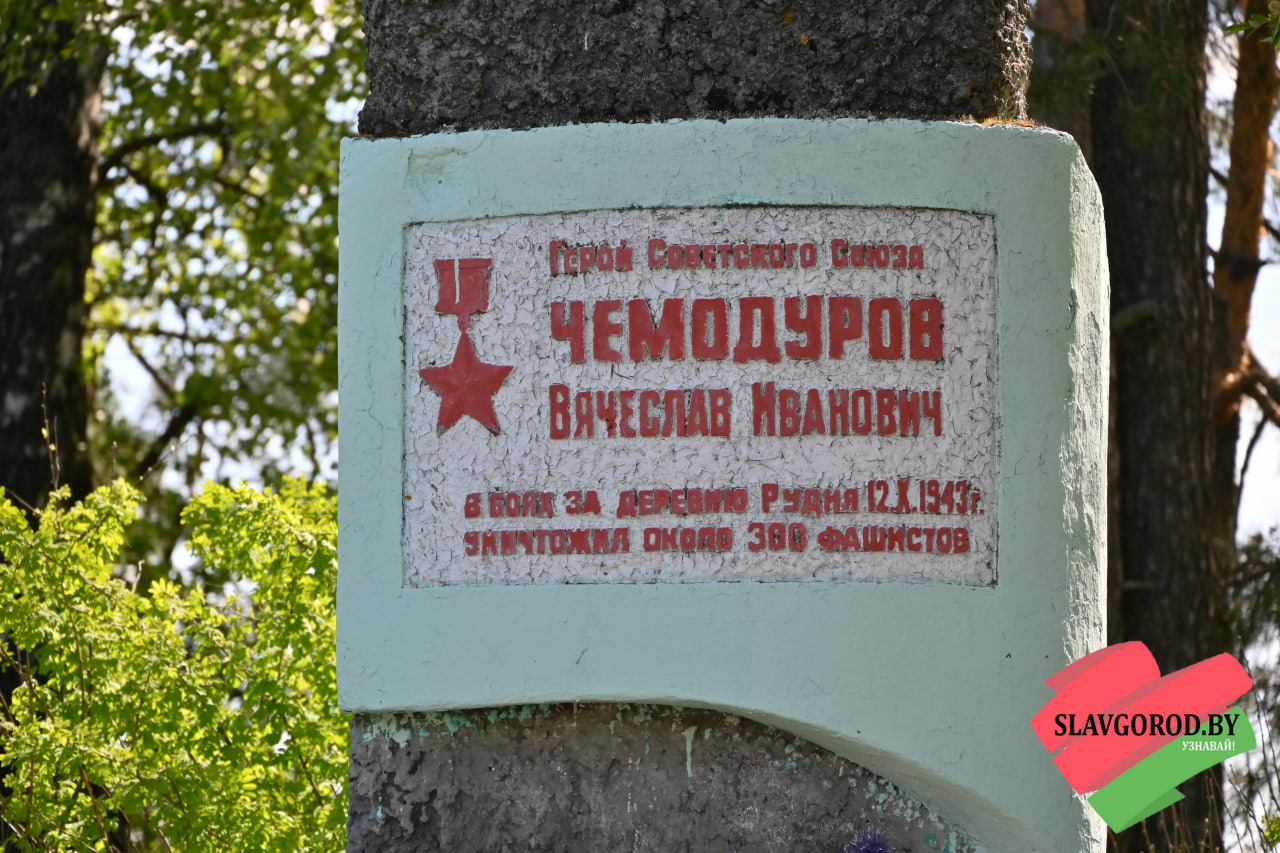 Герой Советского Союза
ЧЕМОДУРОВ
Вячеслав Иванович
в боях за деревню Рудня 12.X.1943г.
уничтожил около 300 фашистов
SLAVGOROD.BY
УЗНАВАЙ!